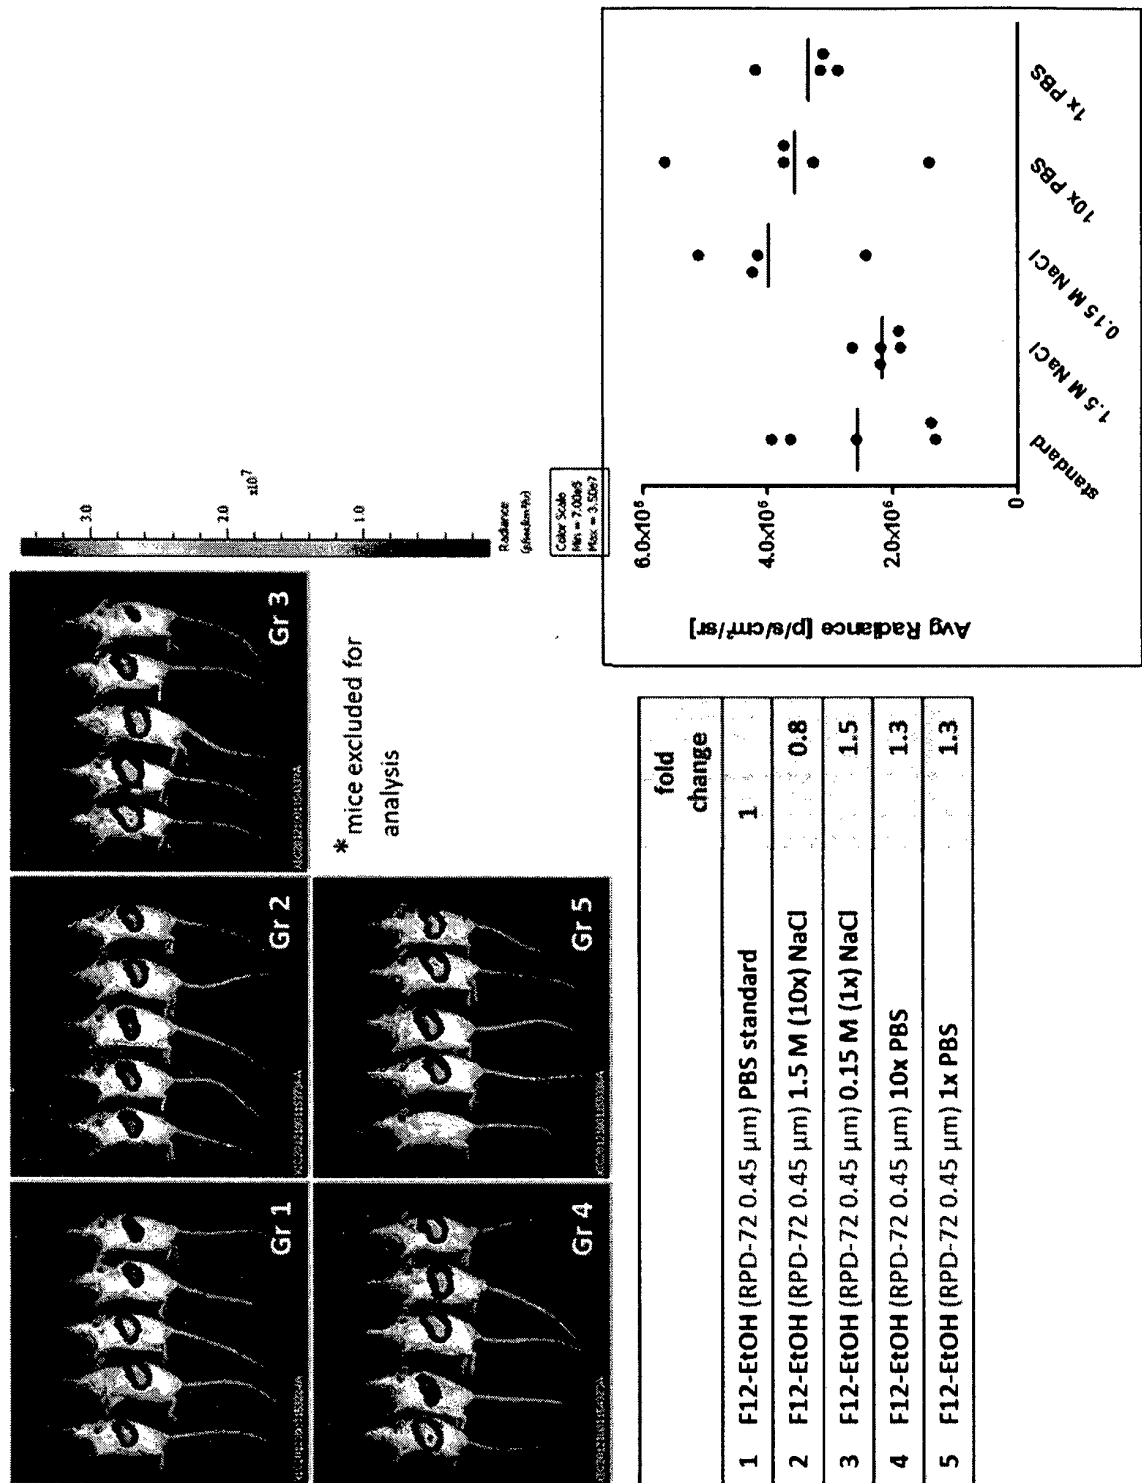 Gr 1
Gr 2
Gr 3
Gr 4
Gr 5
3.0
2.0
1.0
x10⁷
Radiance
Color Scale
Min = 7.00e5
Max = 3.50e7
* mice excluded for
analysis
fold
change
1 F12-EtOH (RPD-72 0.45 µm) PBS standard 1
2 F12-EtOH (RPD-72 0.45 µm) 1.5 M (10x) NaCl 0.8
3 F12-EtOH (RPD-72 0.45 µm) 0.15 M (1x) NaCl 1.5
4 F12-EtOH (RPD-72 0.45 µm) 10x PBS 1.3
5 F12-EtOH (RPD-72 0.45 µm) 1x PBS 1.3
Avg Radiance [p/s/cm²/sr]
6.0x10⁶
4.0x10⁶
2.0x10⁶
0
standard
1.5 M NaCl
0.15 M NaCl
10x PBS
1x PBS